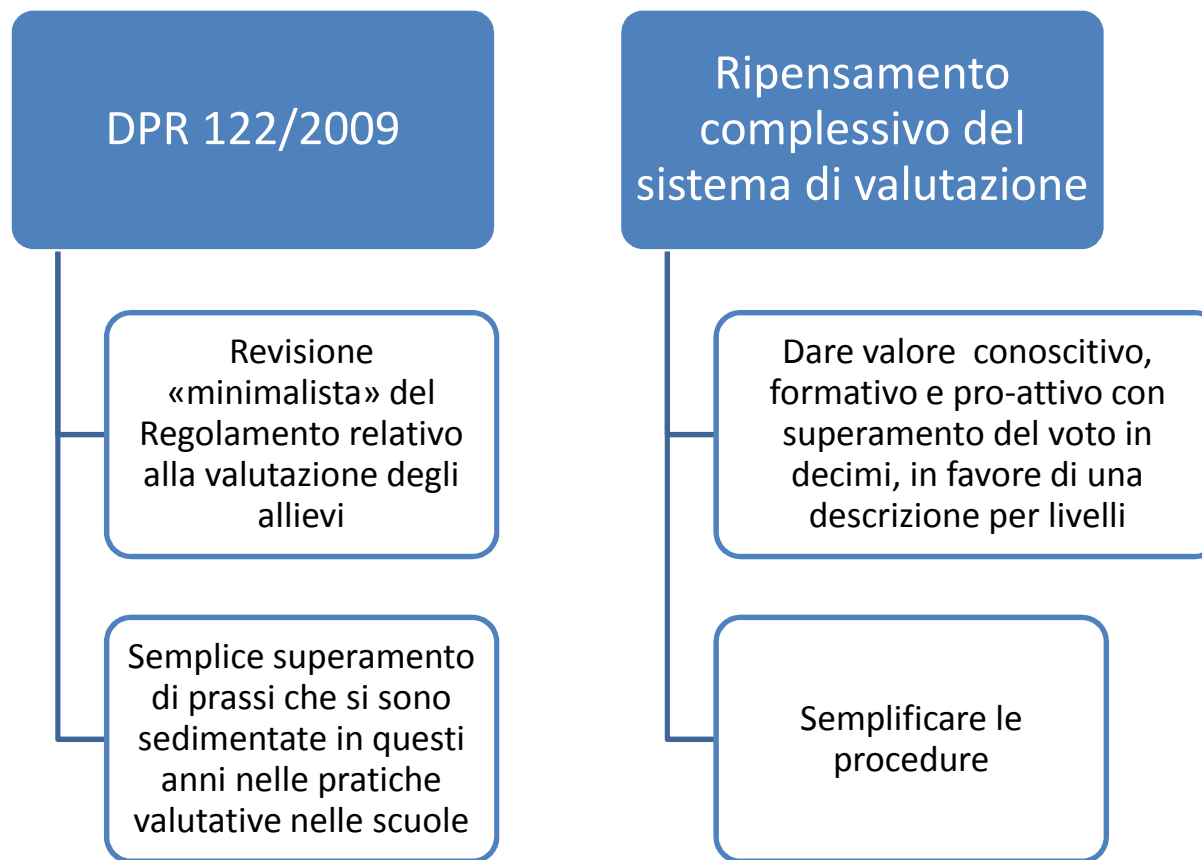 DPR 122/2009
Revisione
«minimalista» del
Regolamento relativo
alla valutazione degli
allievi
Semplice superamento
di prassi che si sono
sedimentate in questi
anni nelle pratiche
valutative nelle scuole
Ripensamento
complessivo del
sistema di valutazione
Dare valore conoscitivo,
formativo e pro-attivo con
superamento del voto in
decimi, in favore di una
descrizione per livelli
Semplificare le
procedure